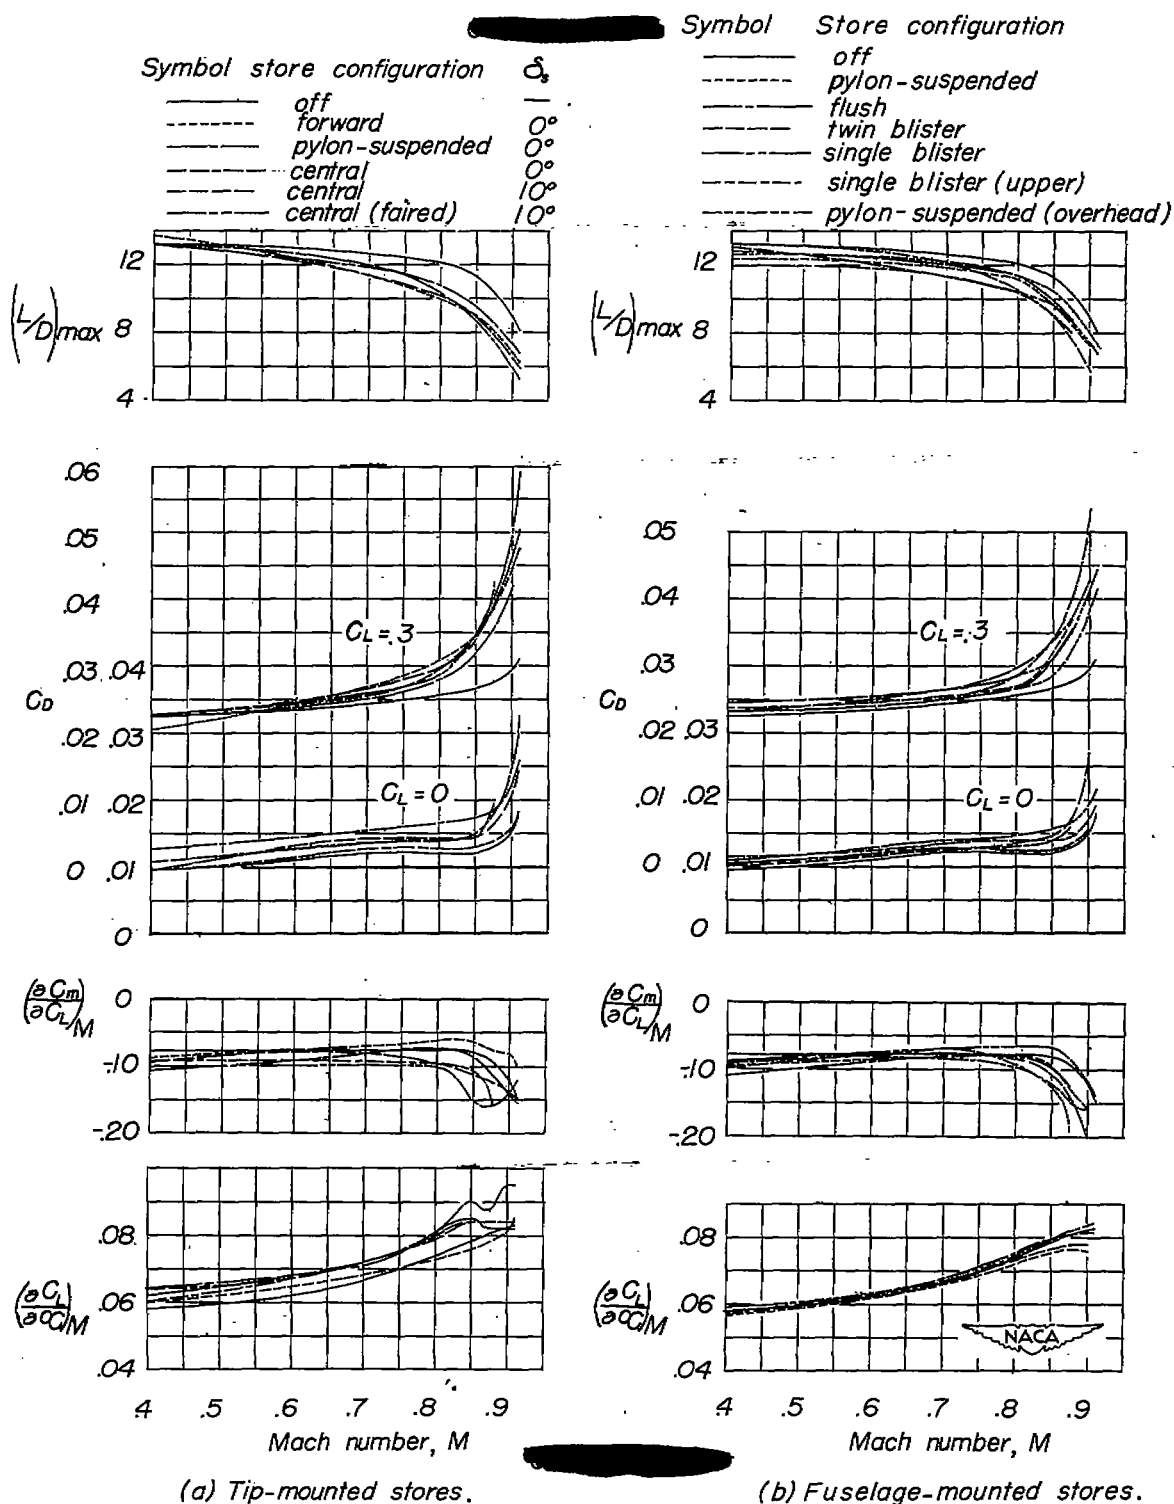 Symbol store configuration δs
off —
forward 0°
pylon-suspended 0°
central 0°
central 10°
central (faired) 10°
12
(L/D)max 8
4
.06
.05
.04
CL=.3
.03 .04
CD
.02 .03
.01 .02
CL=0
0 .01
0
(∂Cm/∂CL)M 0
-.10
-.20
.08
(∂CL/∂α)M .06
.04
.4 .5 .6 .7 .8 .9
Mach number, M
(a) Tip-mounted stores.
Symbol Store configuration
off
pylon-suspended
flush
twin blister
single blister
single blister (upper)
pylon-suspended (overhead)
12
(L/D)max 8
4
.05
.04
CL=.3
.03
CD
.02 .03
.01 .02
CL=0
0 .01
0
(∂Cm/∂CL)M 0
-.10
-.20
.08
(∂CL/∂α)M .06
NACA
.04
.4 .5 .6 .7 .8 .9
Mach number, M
(b) Fuselage-mounted stores.